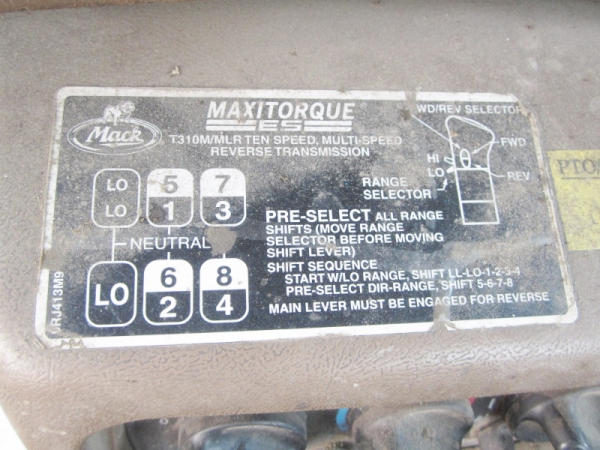 Mack
MAXITORQUE
ES
T310M/MLR TEN SPEED, MULTI-SPEED
REVERSE TRANSMISSION
WD/REV SELECTOR
FWD
HI
LO
REV
RANGE
SELECTOR
LO 5 7
LO 1 3
NEUTRAL
LO 6 8
2 4
PRE-SELECT ALL RANGE
SHIFTS (MOVE RANGE
SELECTOR BEFORE MOVING
SHIFT LEVER)
SHIFT SEQUENCE
START W/LO RANGE, SHIFT LL-LO-1-2-3-4
PRE-SELECT DIR-RANGE, SHIFT 5-6-7-8
MAIN LEVER MUST BE ENGAGED FOR REVERSE
RJ413M9
PTO